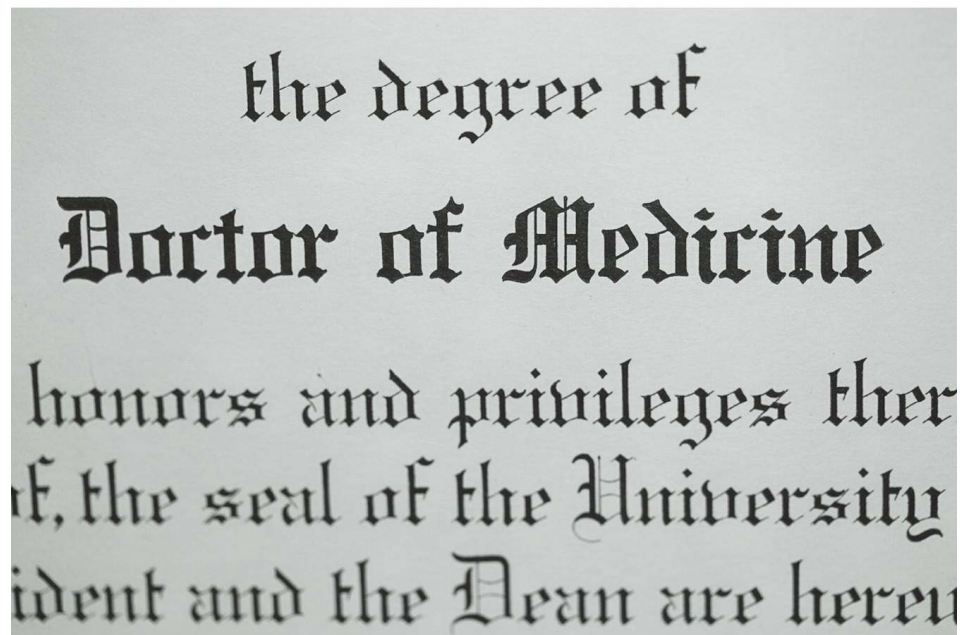 the degree of
Doctor of Medicine
honors and privileges ther
of, the seal of the University
ident and the Dean are hereu